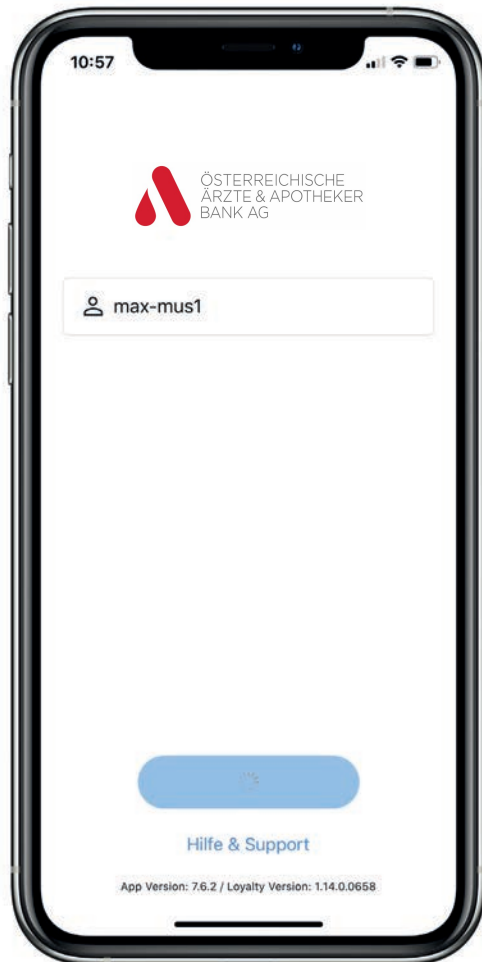 10:57
ÖSTERREICHISCHE
ÄRZTE & APOTHEKER
BANK AG
max-mus1
Hilfe & Support
App Version: 7.6.2 / Loyalty Version: 1.14.0.0658